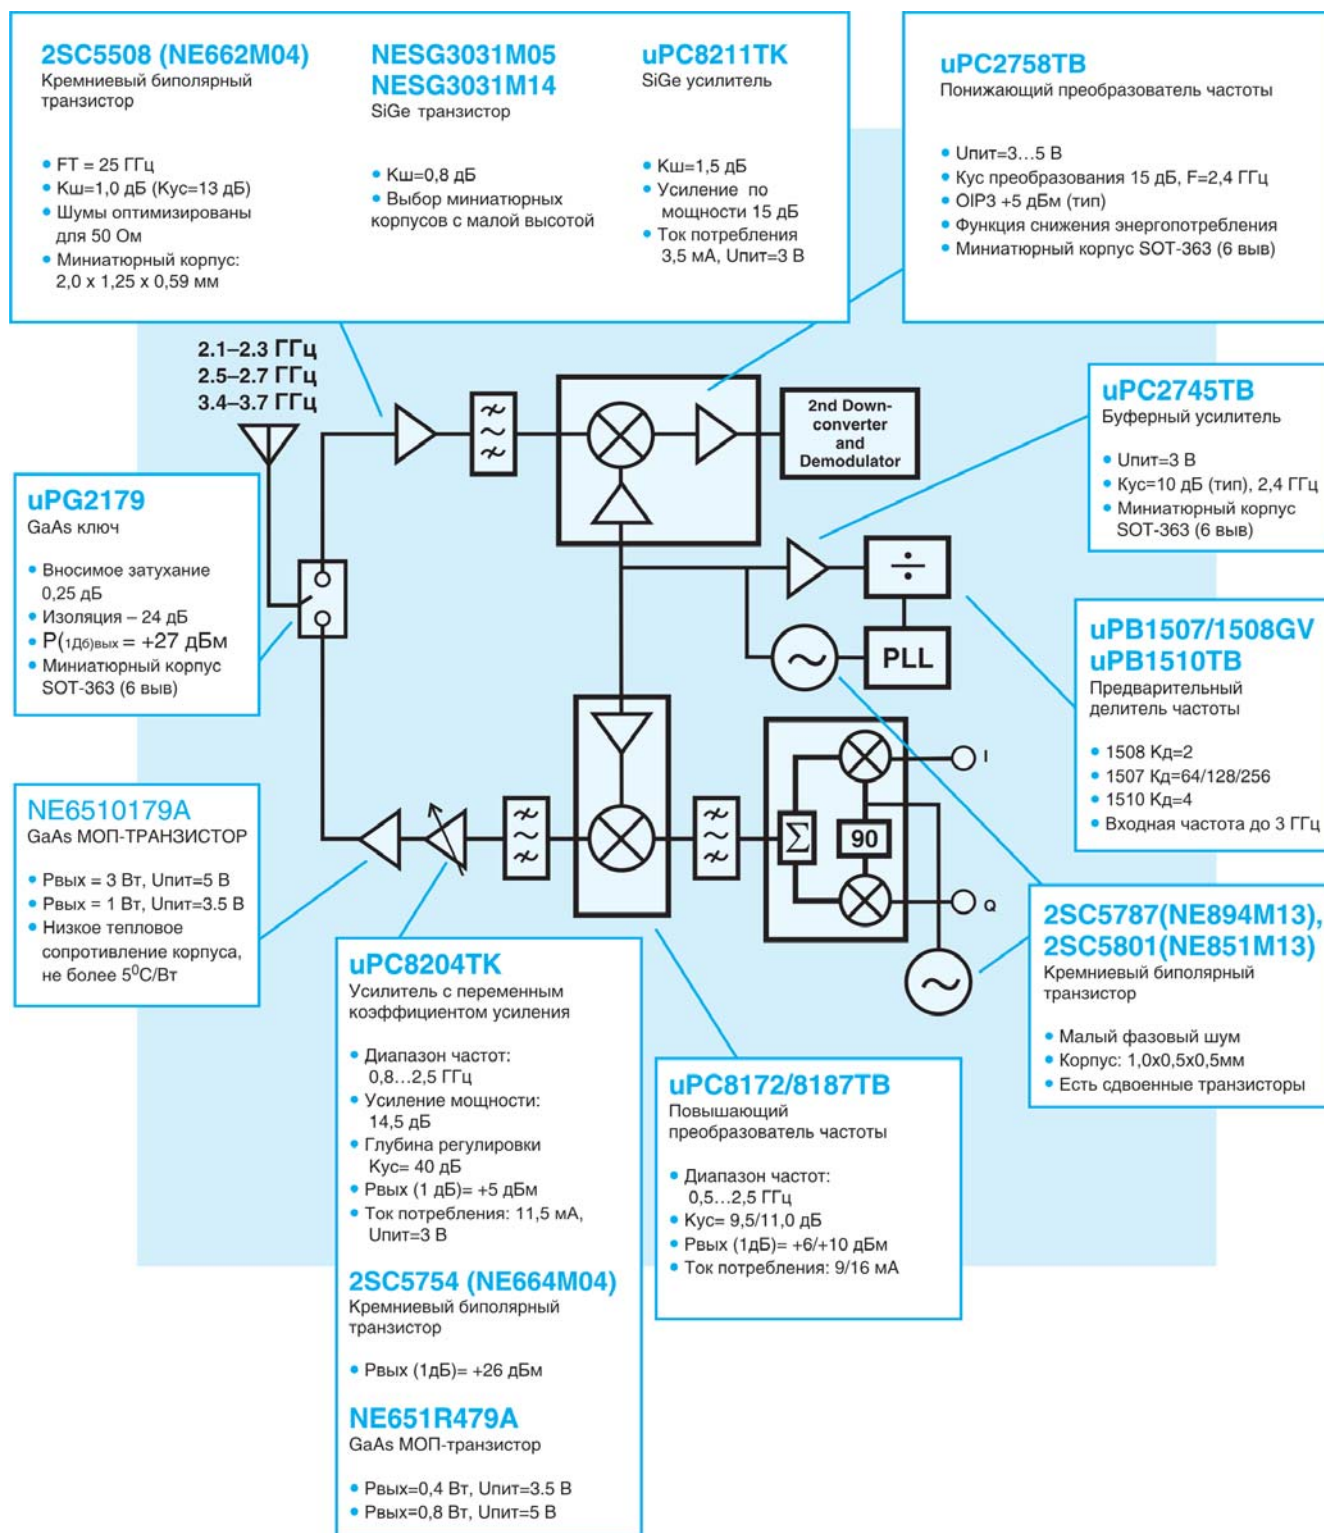 2SC5508 (NE662M04)
Кремниевый биполярный
транзистор
• FT = 25 ГГц
• Кш=1,0 дБ (Кус=13 дБ)
• Шумы оптимизированы
для 50 Ом
• Миниатюрный корпус:
2,0 x 1,25 x 0,59 мм
NESG3031M05
NESG3031M14
SiGe транзистор
• Кш=0,8 дБ
• Выбор миниатюрных
корпусов с малой высотой
uPC8211TK
SiGe усилитель
• Кш=1,5 дБ
• Усиление по
мощности 15 дБ
• Ток потребления
3,5 мА, Uпит=3 В
uPC2758TB
Понижающий преобразователь частоты
• Uпит=3...5 В
• Кус преобразования 15 дБ, F=2,4 ГГц
• OIP3 +5 дБм (тип)
• Функция снижения энергопотребления
• Миниатюрный корпус SOT-363 (6 выв)
2.1–2.3 ГГц
2.5–2.7 ГГц
3.4–3.7 ГГц
2nd Down-
converter
and
Demodulator
uPC2745TB
Буферный усилитель
• Uпит=3 В
• Кус=10 дБ (тип), 2,4 ГГц
• Миниатюрный корпус
SOT-363 (6 выв)
uPG2179
GaAs ключ
• Вносимое затухание
0,25 дБ
• Изоляция – 24 дБ
• P(1Дб)вых = +27 дБм
• Миниатюрный корпус
SOT-363 (6 выв)
÷
PLL
uPB1507/1508GV
uPB1510TB
Предварительный
делитель частоты
• 1508 Кд=2
• 1507 Кд=64/128/256
• 1510 Кд=4
• Входная частота до 3 ГГц
I
Σ
90
Q
NE6510179A
GaAs МОП-ТРАНЗИСТОР
• Рвых = 3 Вт, Uпит=5 В
• Рвых = 1 Вт, Uпит=3.5 В
• Низкое тепловое
сопротивление корпуса,
не более 5⁰С/Вт
2SC5787(NE894M13),
2SC5801(NE851M13)
Кремниевый биполярный
транзистор
• Малый фазовый шум
• Корпус: 1,0x0,5x0,5мм
• Есть сдвоенные транзисторы
uPC8204TK
Усилитель с переменным
коэффициентом усиления
• Диапазон частот:
0,8...2,5 ГГц
• Усиление мощности:
14,5 дБ
• Глубина регулировки
Кус= 40 дБ
• Рвых (1 дБ)= +5 дБм
• Ток потребления: 11,5 мА,
Uпит=3 В
2SC5754 (NE664M04)
Кремниевый биполярный
транзистор
• Рвых (1дБ)= +26 дБм
NE651R479A
GaAs МОП-транзистор
• Рвых=0,4 Вт, Uпит=3.5 В
• Рвых=0,8 Вт, Uпит=5 В
uPC8172/8187TB
Повышающий
преобразователь частоты
• Диапазон частот:
0,5...2,5 ГГц
• Кус= 9,5/11,0 дБ
• Рвых (1дБ)= +6/+10 дБм
• Ток потребления: 9/16 мА